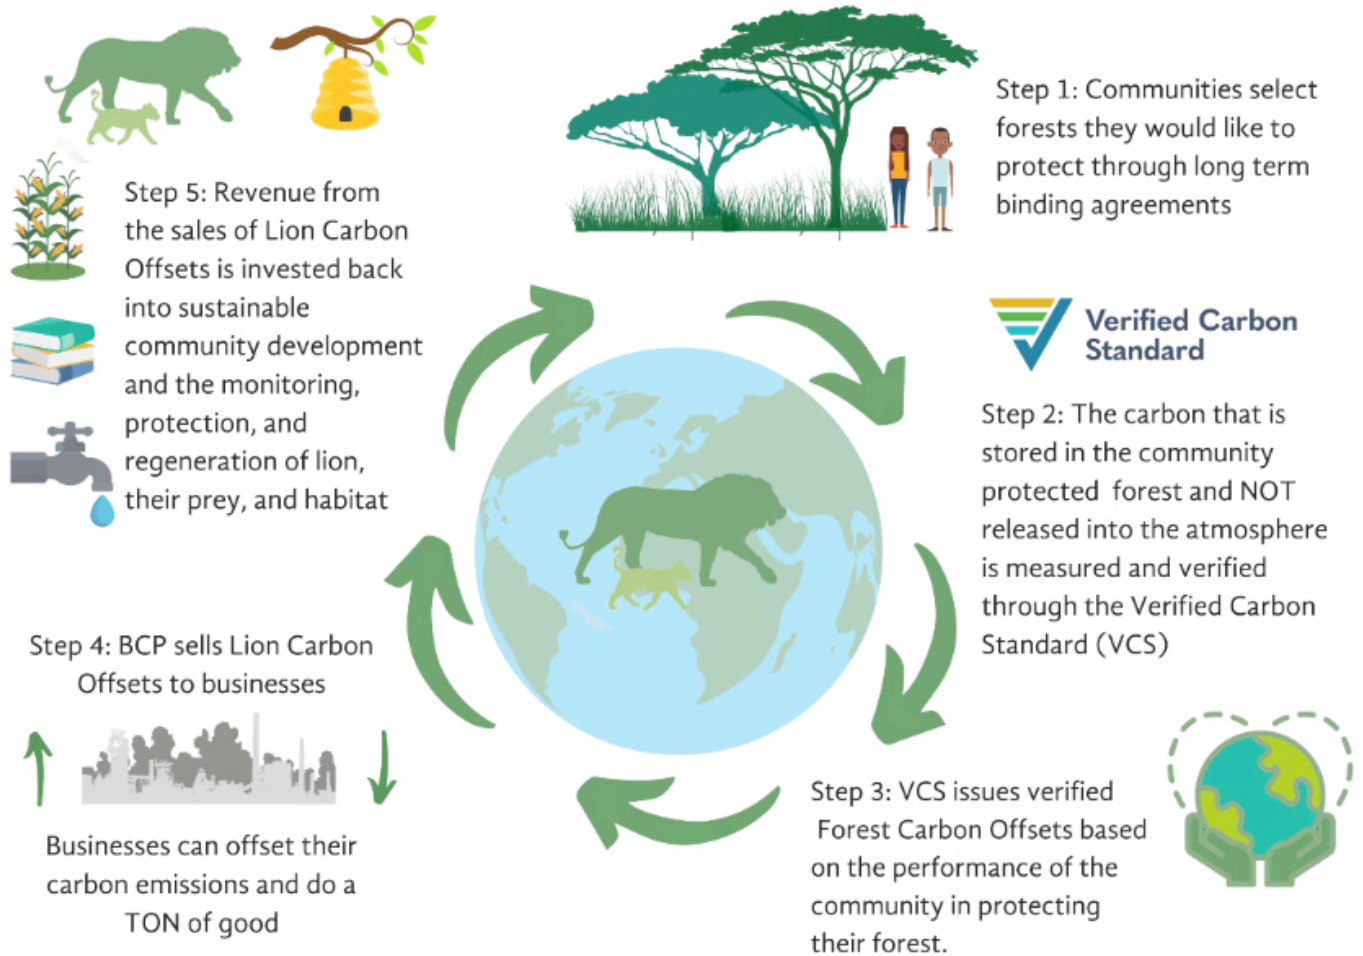 Step 1: Communities select
forests they would like to
protect through long term
binding agreements
Verified Carbon
Standard
Step 2: The carbon that is
stored in the community
protected forest and NOT
released into the atmosphere
is measured and verified
through the Verified Carbon
Standard (VCS)
Step 3: VCS issues verified
Forest Carbon Offsets based
on the performance of the
community in protecting
their forest.
Step 4: BCP sells Lion Carbon
Offsets to businesses
Businesses can offset their
carbon emissions and do a
TON of good
Step 5: Revenue from
the sales of Lion Carbon
Offsets is invested back
into sustainable
community development
and the monitoring,
protection, and
regeneration of lion,
their prey, and habitat